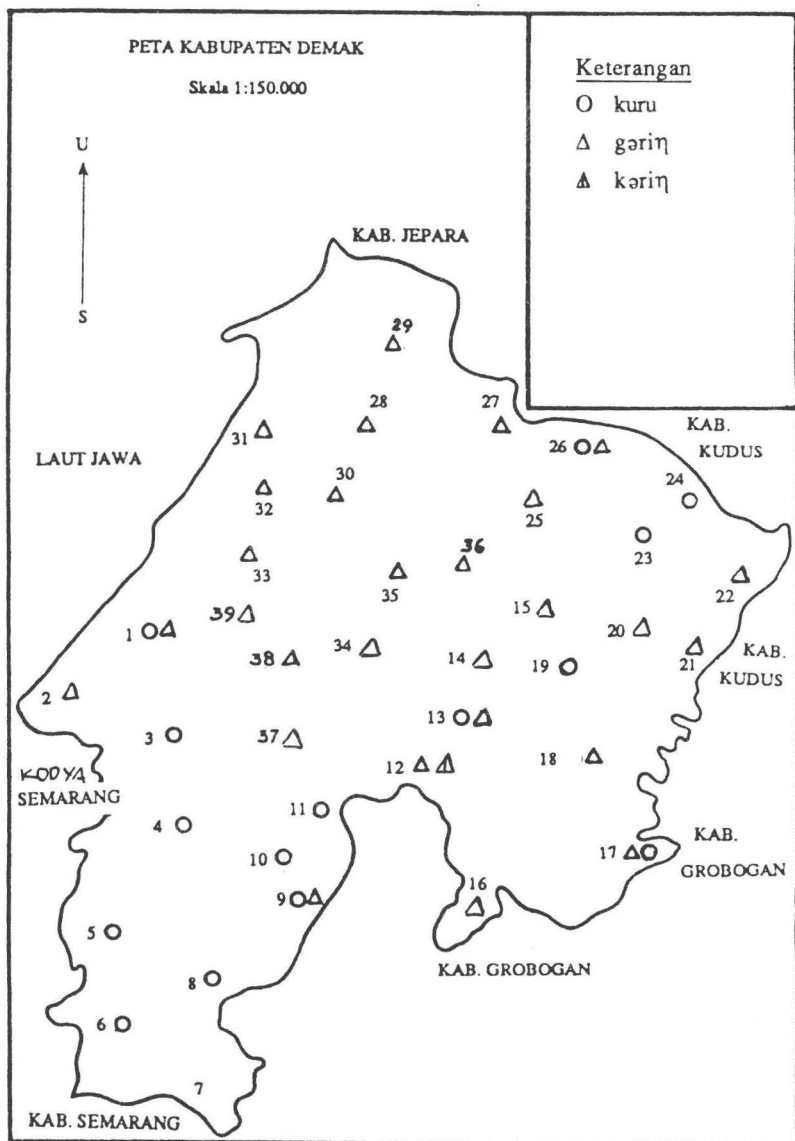 PETA KABUPATEN DEMAK
Skala 1:150.000
U
S
Keterangan
kuru
gəriη
kəriη
KAB. JEPARA
29
28
27
31
KAB.
KUDUS
26
LAUT JAWA
30
24
32
25
23
36
33
35
22
15
39
20
1
34
14
21
38
19
KAB.
KUDUS
2
13
3
37
12
18
KODYA
SEMARANG
11
4
KAB.
GROBOGAN
10
17
9
16
5
KAB. GROBOGAN
8
6
7
KAB. SEMARANG